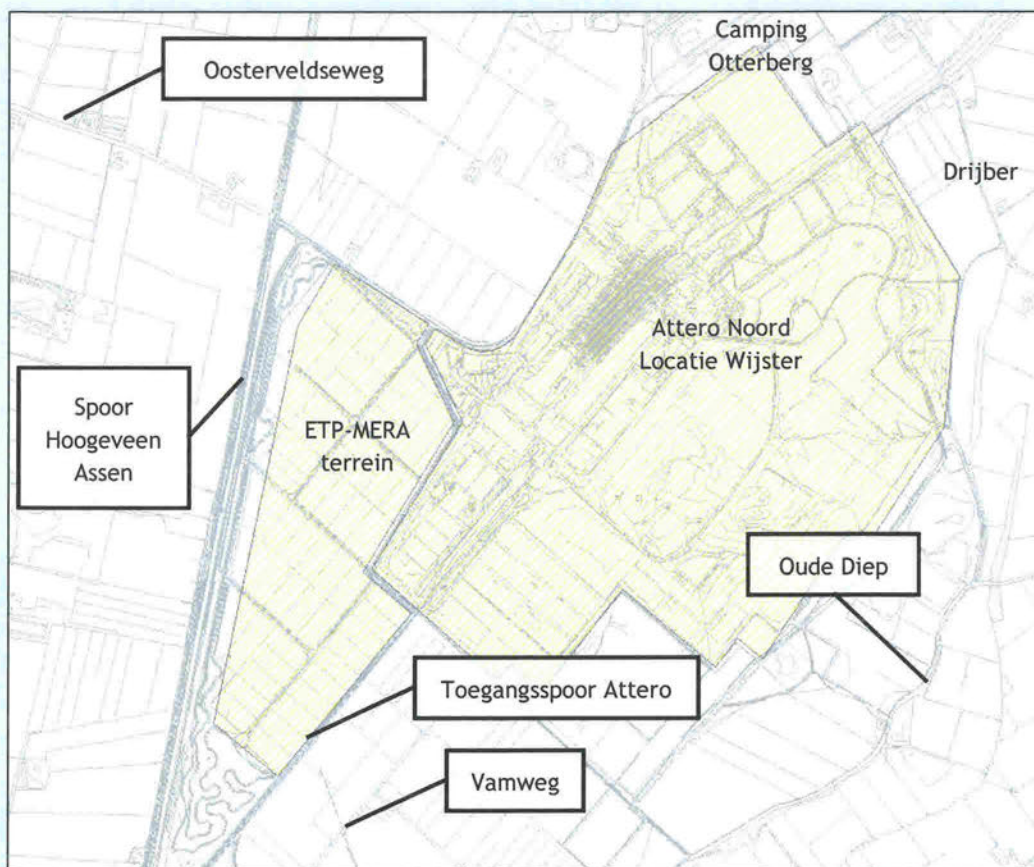 Camping
Otterberg
Oosterveldseweg
Drijber
Attero Noord
Locatie Wijster
Spoor
Hoogeveen
Assen
ETP-MERA
terrein
Oude Diep
Toegangsspoor Attero
Vamweg